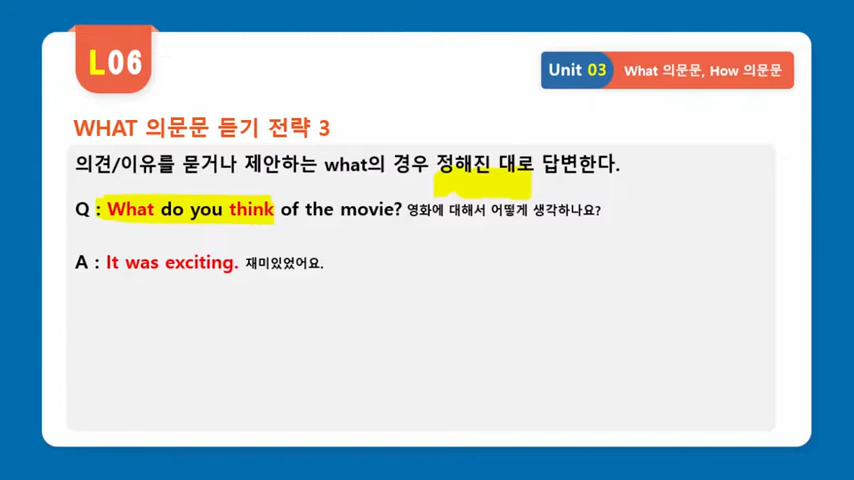 L06
Unit 03 What 의문문, How 의문문
WHAT 의문문 듣기 전략 3
의견/이유를 묻거나 제안하는 what의 경우 정해진 대로 답변한다.
Q : What do you think of the movie? 영화에 대해서 어떻게 생각하나요?
A : It was exciting. 재미있었어요.